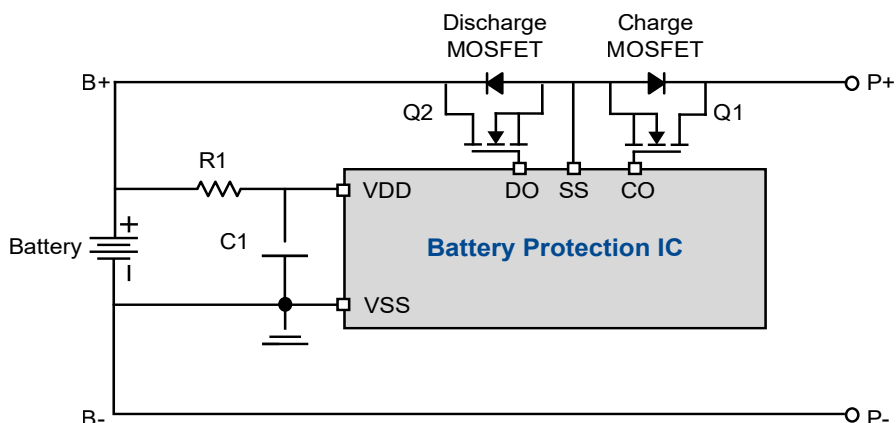 Discharge
MOSFET
Charge
MOSFET
B+
P+
Q2
Q1
R1
VDD
DO
SS
CO
Battery
+
–
C1
Battery Protection IC
VSS
B-
P-